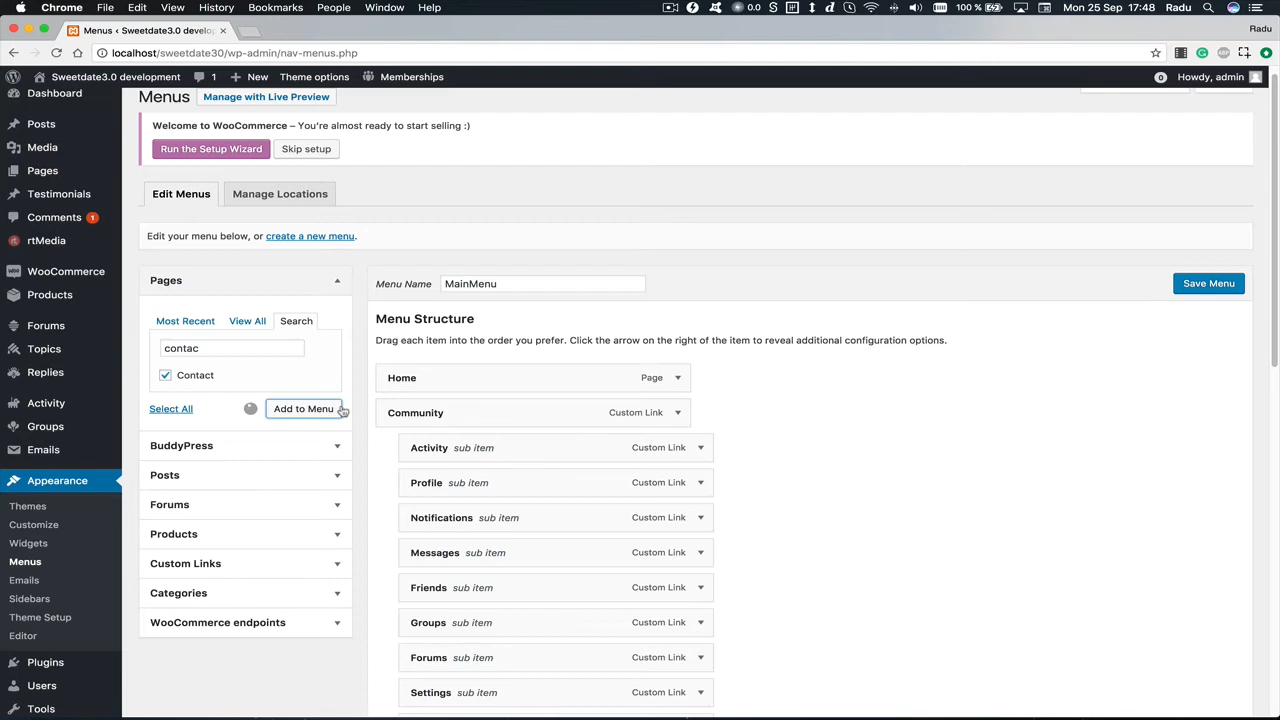 Chrome File Edit View History Bookmarks People Window Help
0.0
100 %
Mon 25 Sep 17:48 Radu
Menus < Sweetdate3.0 develop
Radu
localhost/sweetdate30/wp-admin/nav-menus.php
Sweetdate3.0 development 1 New Theme options Memberships
0 Howdy, admin
Dashboard
Posts
Media
Pages
Testimonials
Comments 1
rtMedia
WooCommerce
Products
Forums
Topics
Replies
Activity
Groups
Emails
Appearance
Themes
Customize
Widgets
Menus
Emails
Sidebars
Theme Setup
Editor
Plugins
Users
Tools
Menus Manage with Live Preview
Welcome to WooCommerce – You're almost ready to start selling :)
Run the Setup Wizard Skip setup
Edit Menus Manage Locations
Edit your menu below, or create a new menu.
Pages
Most Recent View All Search
contac
Contact
Select All Add to Menu
BuddyPress
Posts
Forums
Products
Custom Links
Categories
WooCommerce endpoints
Menu Name MainMenu Save Menu
Menu Structure
Drag each item into the order you prefer. Click the arrow on the right of the item to reveal additional configuration options.
Home Page
Community Custom Link
Activity sub item Custom Link
Profile sub item Custom Link
Notifications sub item Custom Link
Messages sub item Custom Link
Friends sub item Custom Link
Groups sub item Custom Link
Forums sub item Custom Link
Settings sub item Custom Link